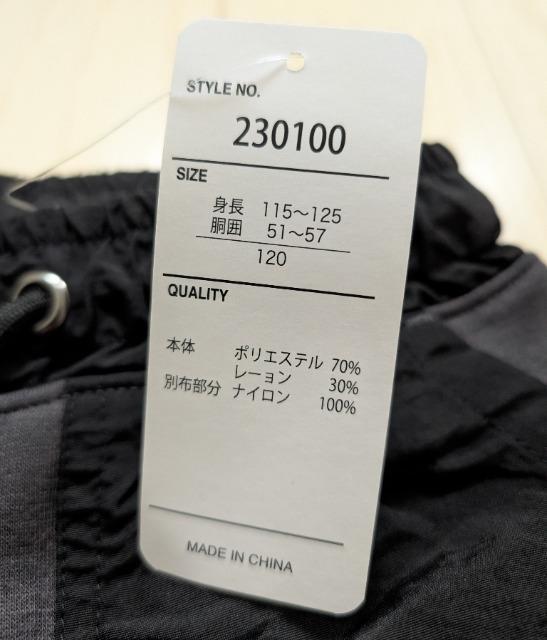 STYLE NO.
230100
SIZE
身長 115〜125
胴囲 51〜57
120
QUALITY
本体 ポリエステル 70%
レーヨン 30%
別布部分 ナイロン 100%
MADE IN CHINA